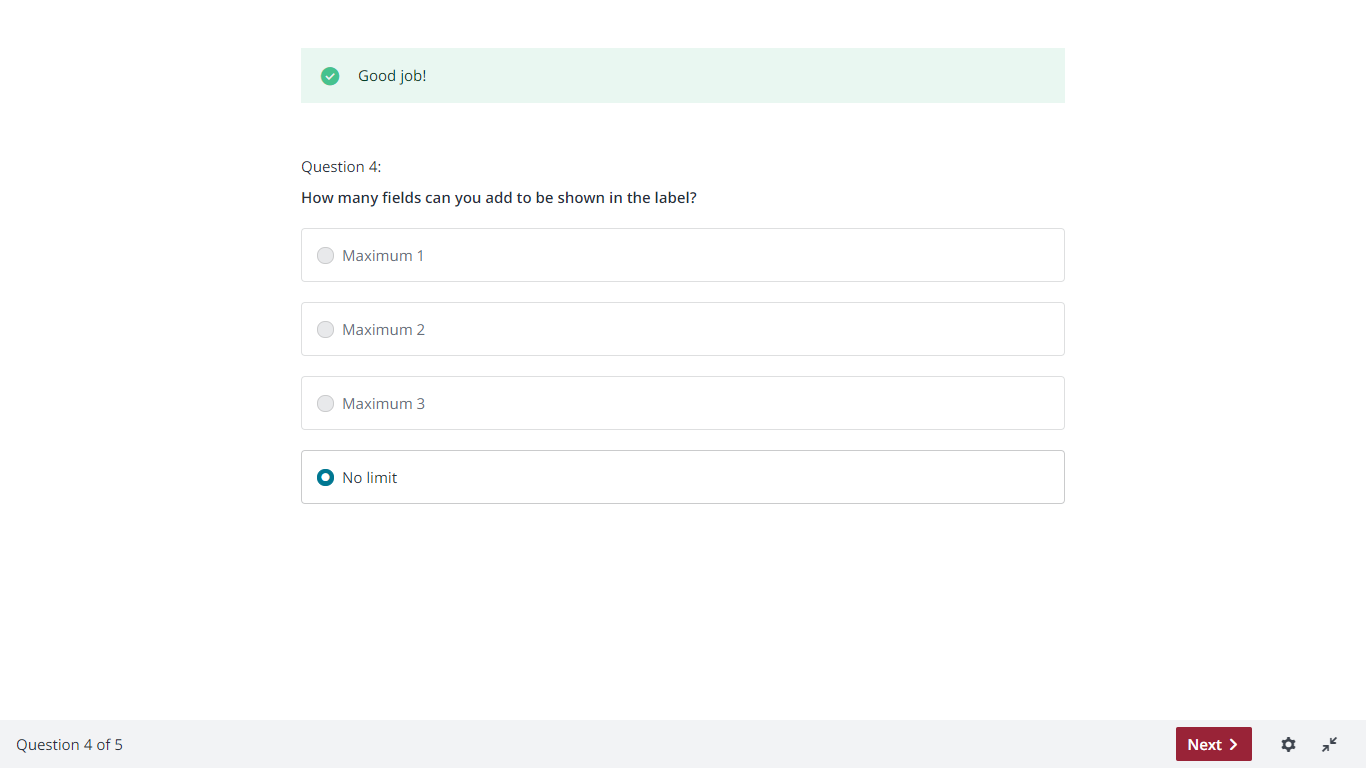 Good job!
Question 4:
How many fields can you add to be shown in the label?
Maximum 1
Maximum 2
Maximum 3
No limit
Question 4 of 5
Next